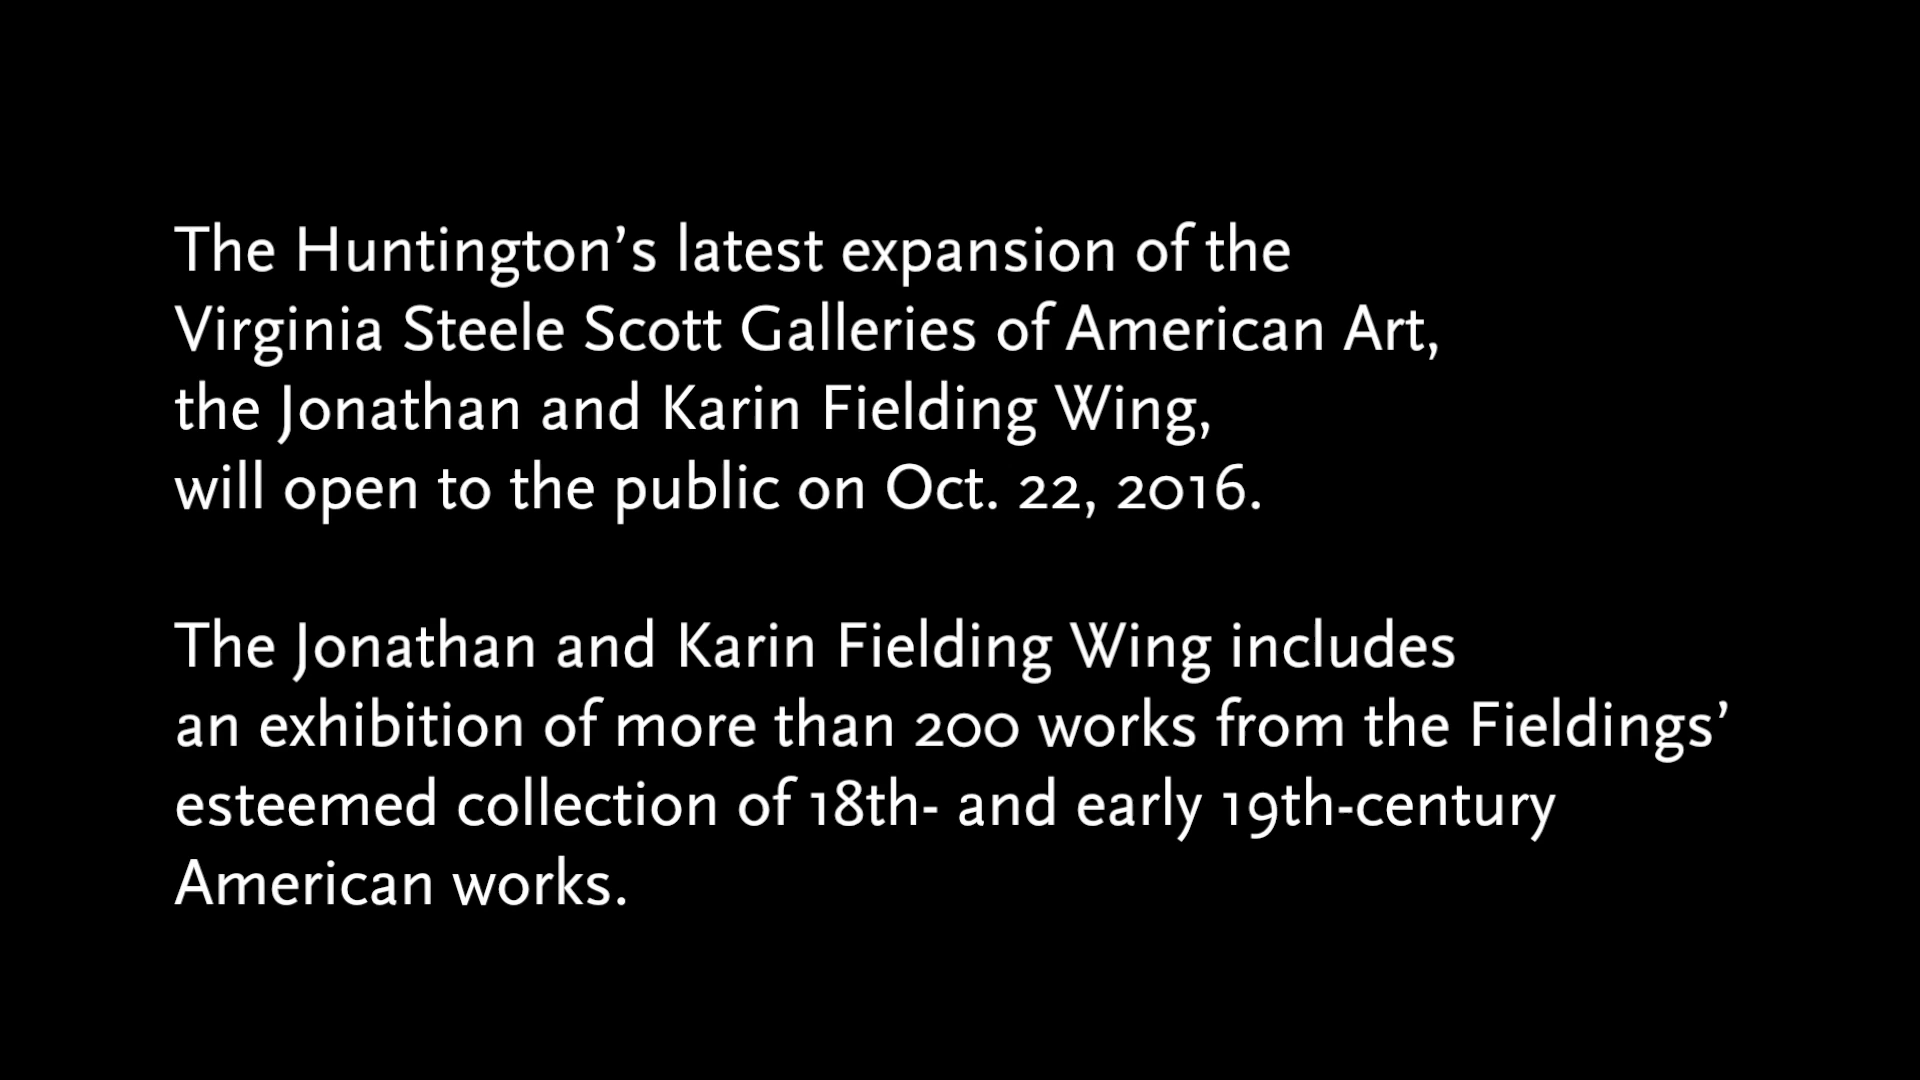 The Huntington’s latest expansion of the
Virginia Steele Scott Galleries of American Art,
the Jonathan and Karin Fielding Wing,
will open to the public on Oct. 22, 2016.
The Jonathan and Karin Fielding Wing includes
an exhibition of more than 200 works from the Fieldings’
esteemed collection of 18th- and early 19th-century
American works.